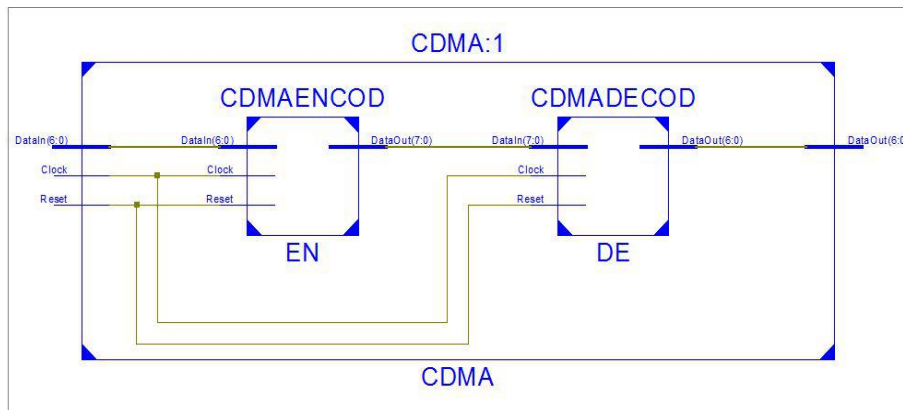 CDMA:1
CDMAENCOD
CDMADECOD
DataIn(6:0) DataIn(6:0) DataOut(7:0) DataIn(7:0) DataOut(6:0) DataOut(6:0
Clock Clock Clock
Reset Reset Reset
EN
DE
CDMA